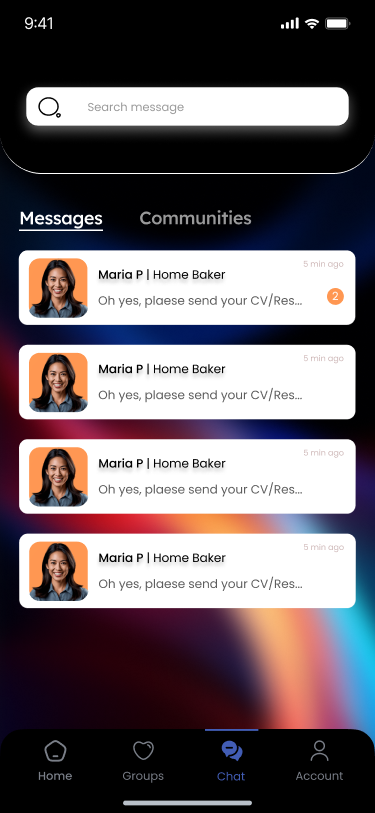 9:41
Search message
Messages Communities
5 min ago
Maria P | Home Baker
Oh yes, plaese send your CV/Res...
2
5 min ago
Maria P | Home Baker
Oh yes, plaese send your CV/Res...
5 min ago
Maria P | Home Baker
Oh yes, plaese send your CV/Res...
5 min ago
Maria P | Home Baker
Oh yes, plaese send your CV/Res...
Home Groups Chat Account